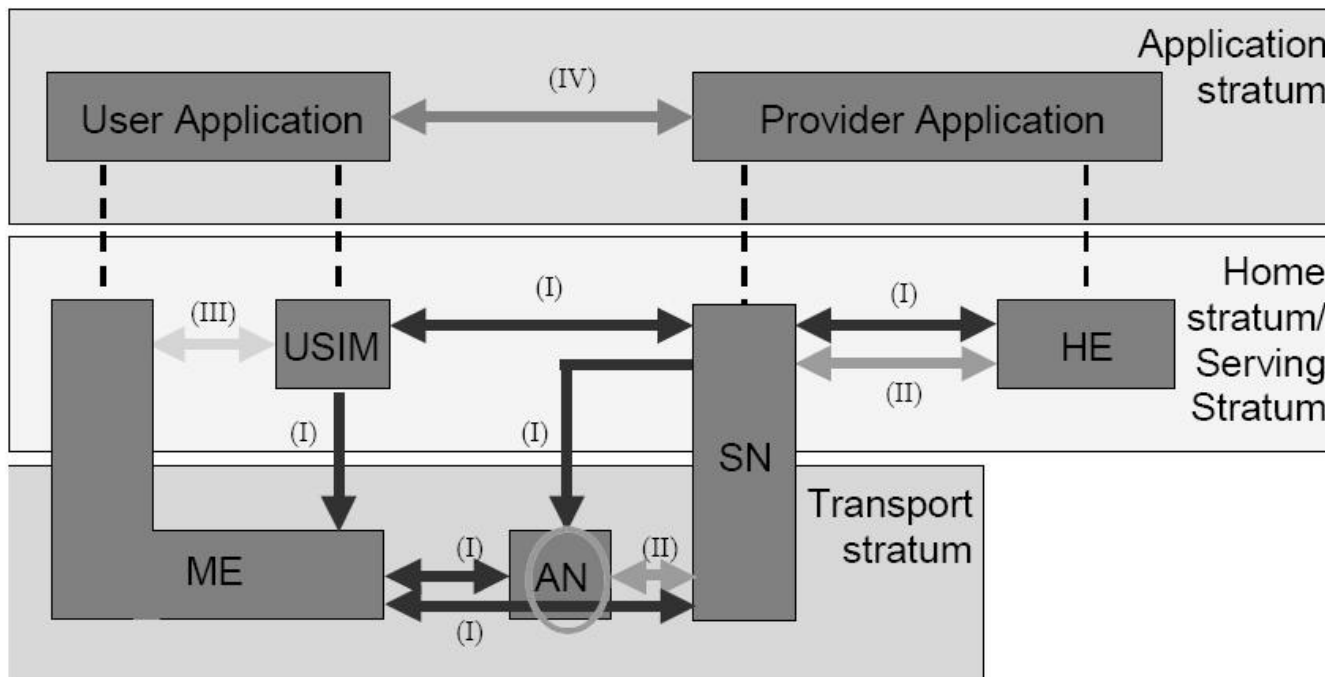 Application
stratum
(IV)
User Application
Provider Application
Home
stratum/
Serving
Stratum
(I)
(I)
(III)
USIM
HE
(II)
(I)
(I)
SN
Transport
stratum
(I)
(II)
ME
AN
(I)